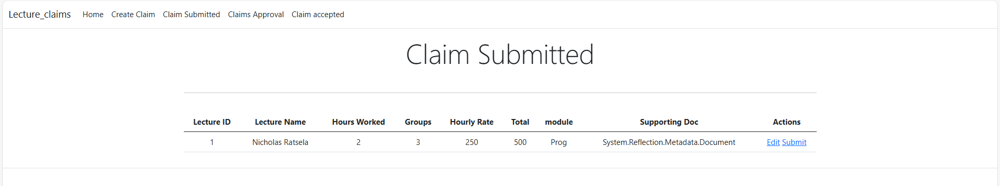 Lecture_claims Home Create Claim Claim Submitted Claims Approval Claim accepted
Claim Submitted
Lecture ID Lecture Name Hours Worked Groups Hourly Rate Total module Supporting Doc Actions
1 Nicholas Ratsela 2 3 250 500 Prog System.Reflection.Metadata.Document Edit Submit